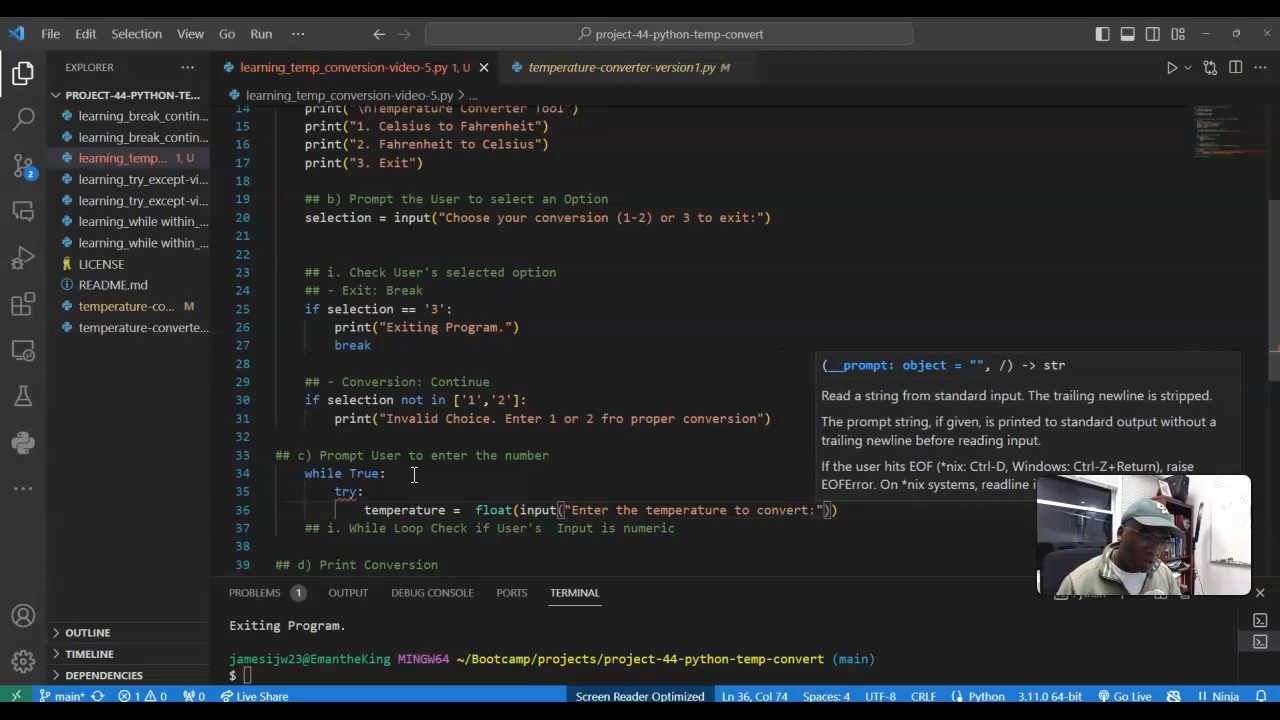 File Edit Selection View Go Run ··· project-44-python-temp-convert
EXPLORER ··· learning_temp_conversion-video-5.py 1, U temperature-converter-version1.py M
PROJECT-44-PYTHON-TE... learning_temp_conversion-video-5.py > ...
learning_break_contin...
learning_break_contin...
learning_temp... 1, U
learning_try_except-vi...
learning_try_except-vi...
learning_while within_...
learning_while within_...
LICENSE
README.md
temperature-co... M
temperature-converte...
14 print("\nTemperature Converter Tool")
15 print("1. Celsius to Fahrenheit")
16 print("2. Fahrenheit to Celsius")
17 print("3. Exit")
18
19 ## b) Prompt the User to select an Option
20 selection = input("Choose your conversion (1-2) or 3 to exit:")
21
22
23 ## i. Check User's selected option
24 ## - Exit: Break
25 if selection == '3':
26 print("Exiting Program.")
27 break
28
29 ## - Conversion: Continue
30 if selection not in ['1','2']:
31 print("Invalid Choice. Enter 1 or 2 fro proper conversion")
32
33 ## c) Prompt User to enter the number
34 while True:
35 try:
36 temperature = float(input("Enter the temperature to convert:"))
37 ## i. While Loop Check if User's Input is numeric
38
39 ## d) Print Conversion
(__prompt: object = "", /) -> str
Read a string from standard input. The trailing newline is stripped.
The prompt string, if given, is printed to standard output without a
trailing newline before reading input.
If the user hits EOF (*nix: Ctrl-D, Windows: Ctrl-Z+Return), raise
EOFError. On *nix systems, readline i
PROBLEMS 1 OUTPUT DEBUG CONSOLE PORTS TERMINAL
Exiting Program.
jamesijw23@EmantheKing MINGW64 ~/Bootcamp/projects/project-44-python-temp-convert (main)
$
OUTLINE
TIMELINE
DEPENDENCIES
2
main* 1 0 0 Live Share Screen Reader Optimized Ln 36, Col 74 Spaces: 4 UTF-8 CRLF Python 3.11.0 64-bit Go Live Ninja